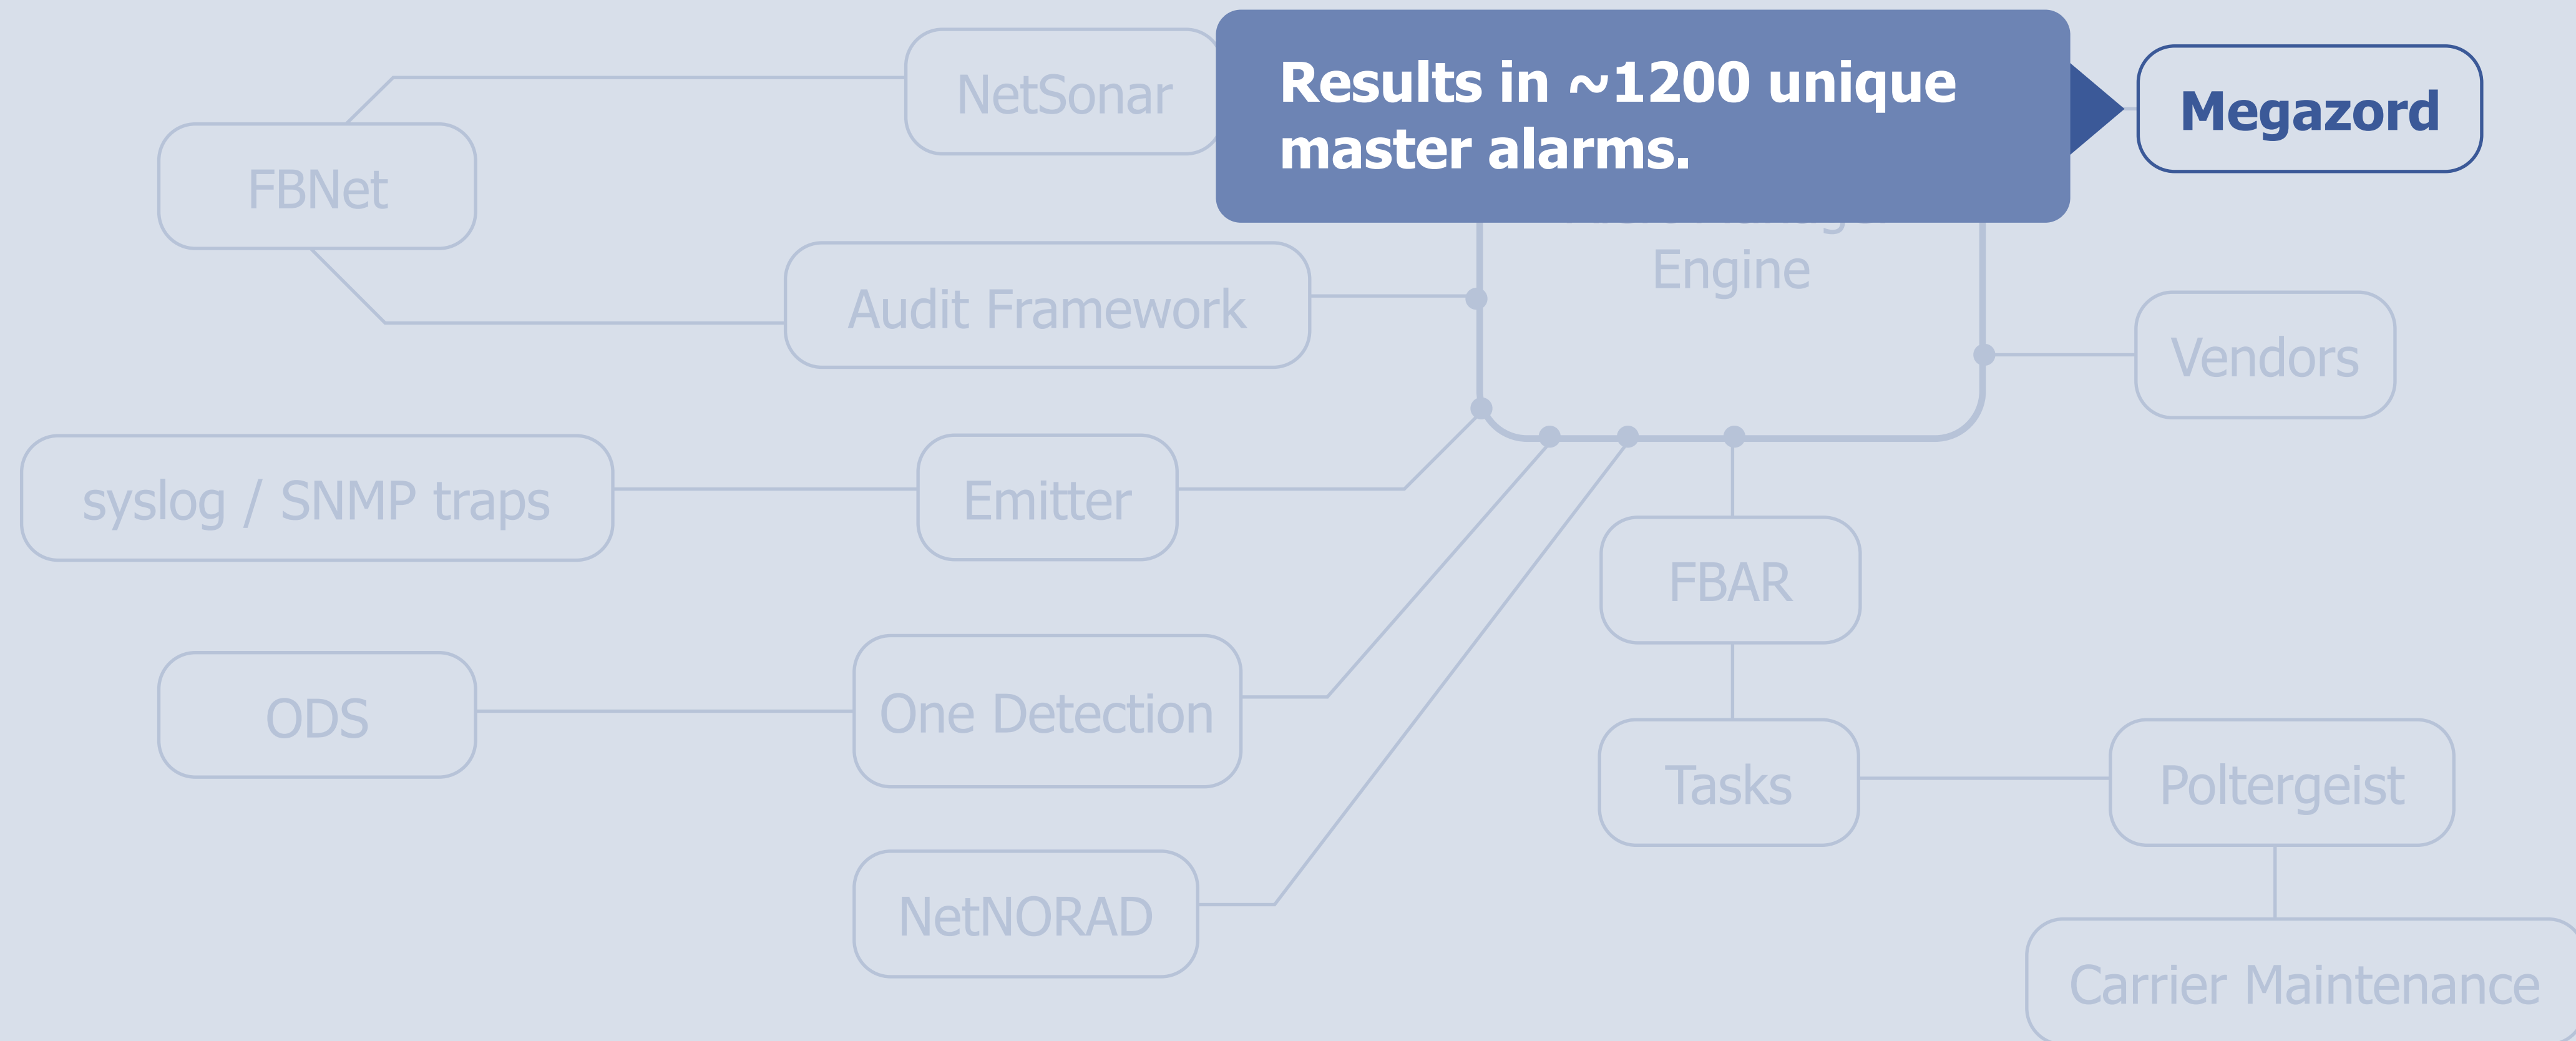 NetSonar
Results in ~1200 unique
master alarms.
Megazord
FBNet
Engine
Audit Framework
Vendors
syslog / SNMP traps
Emitter
FBAR
ODS
One Detection
Tasks
Poltergeist
NetNORAD
Carrier Maintenance